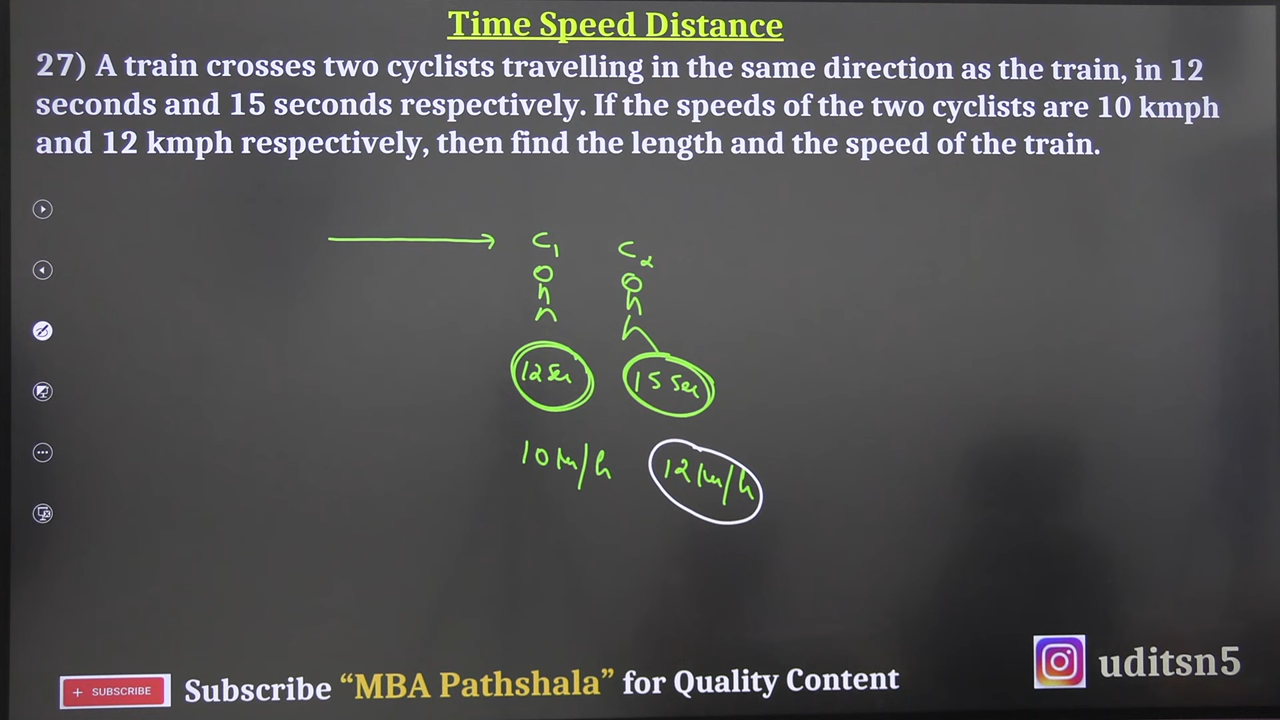 Time Speed Distance
27) A train crosses two cyclists travelling in the same direction as the train, in 12
seconds and 15 seconds respectively. If the speeds of the two cyclists are 10 kmph
and 12 kmph respectively, then find the length and the speed of the train.
C1 C2
12 Sec 15 Sec
10 km/h 12 km/h
+ SUBSCRIBE
Subscribe “MBA Pathshala” for Quality Content
uditsn5